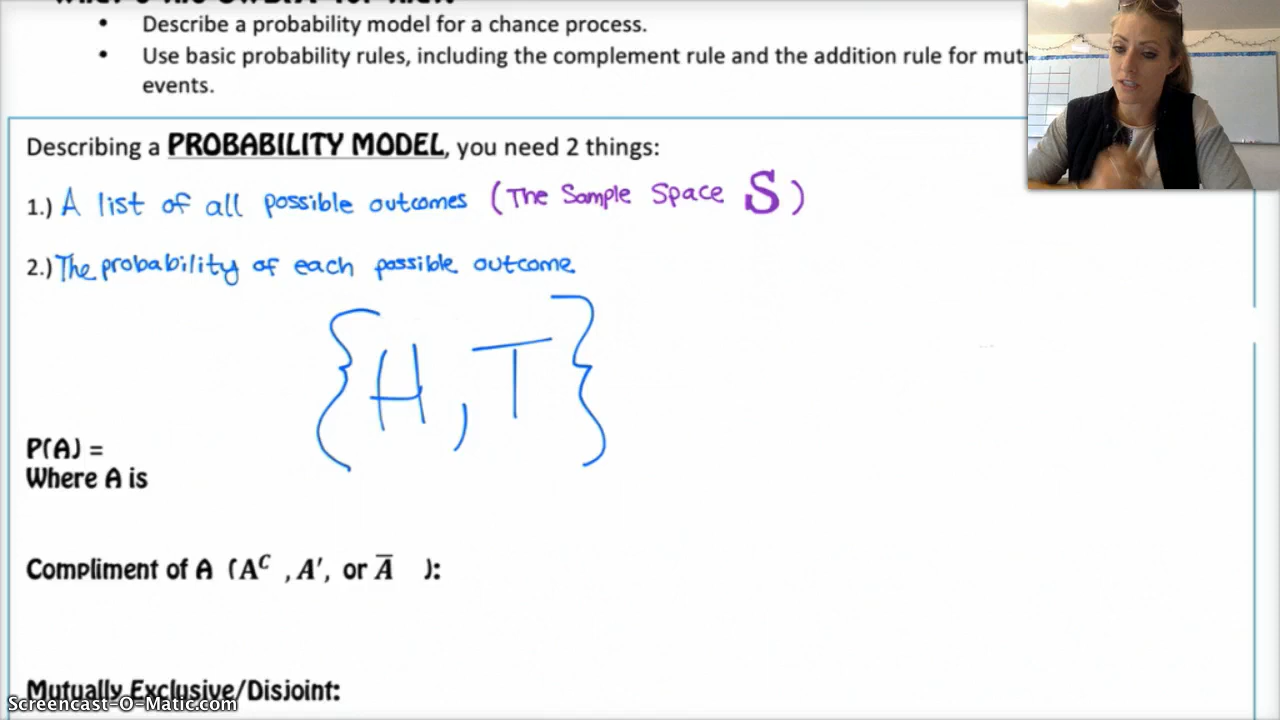 • Describe a probability model for a chance process.
• Use basic probability rules, including the complement rule and the addition rule for
events.
Describing a PROBABILITY MODEL, you need 2 things:
1.) A list of all possible outcomes (The Sample Space S)
2.) The probability of each possible outcome
{H, T}
P(A) =
Where A is
Compliment of A (Aᶜ , A′, or A̅ ):
Mutually Exclusive/Disjoint:
Screencast-O-Matic.com